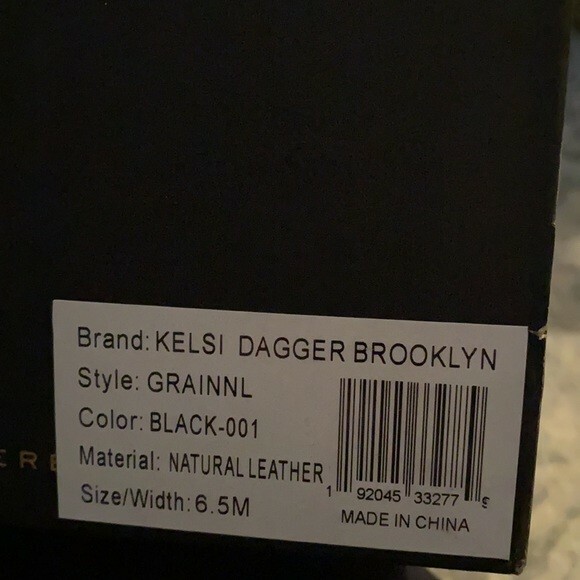 Brand: KELSI DAGGER BROOKLYN
Style: GRAINNL
Color: BLACK-001
Material: NATURAL LEATHER
Size/Width: 6.5M
1 92045 33277 9
MADE IN CHINA